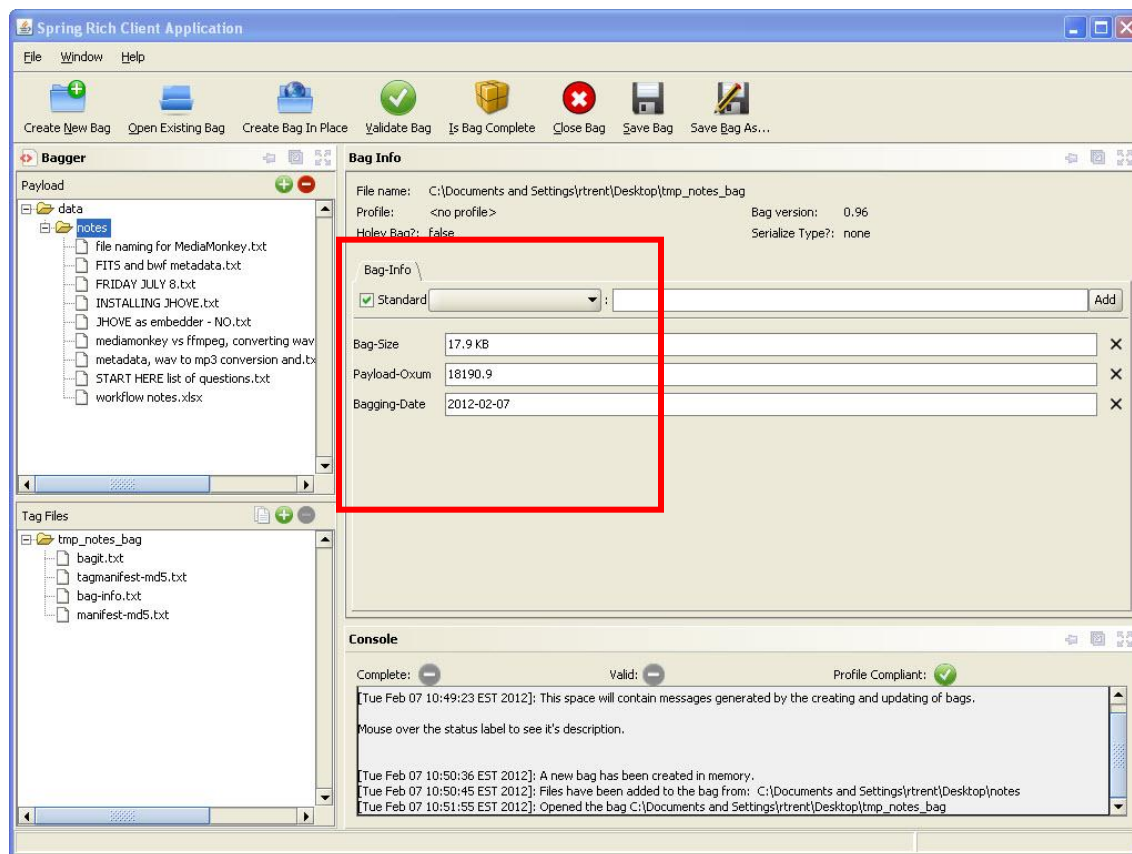 Spring Rich Client Application
File Window Help
Create New Bag Open Existing Bag Create Bag In Place Validate Bag Is Bag Complete Close Bag Save Bag Save Bag As...
Bagger
Payload
data
notes
file naming for MediaMonkey.txt
FITS and bwf metadata.txt
FRIDAY JULY 8.txt
INSTALLING JHOVE.txt
JHOVE as embedder - NO.txt
mediamonkey vs ffmpeg, converting wav
metadata, wav to mp3 conversion and.tx
START HERE list of questions.txt
workflow notes.xlsx
Tag Files
tmp_notes_bag
bagit.txt
tagmanifest-md5.txt
bag-info.txt
manifest-md5.txt
Bag Info
File name: C:\Documents and Settings\rtrent\Desktop\tmp_notes_bag
Profile: <no profile> Bag version: 0.96
Holey Bag?: false Serialize Type?: none
Bag-Info
Standard : Add
Bag-Size 17.9 KB
Payload-Oxum 18190.9
Bagging-Date 2012-02-07
Console
Complete: Valid: Profile Compliant:
[Tue Feb 07 10:49:23 EST 2012]: This space will contain messages generated by the creating and updating of bags.
Mouse over the status label to see it's description.
[Tue Feb 07 10:50:36 EST 2012]: A new bag has been created in memory.
[Tue Feb 07 10:50:45 EST 2012]: Files have been added to the bag from: C:\Documents and Settings\rtrent\Desktop\notes
[Tue Feb 07 10:51:55 EST 2012]: Opened the bag C:\Documents and Settings\rtrent\Desktop\tmp_notes_bag